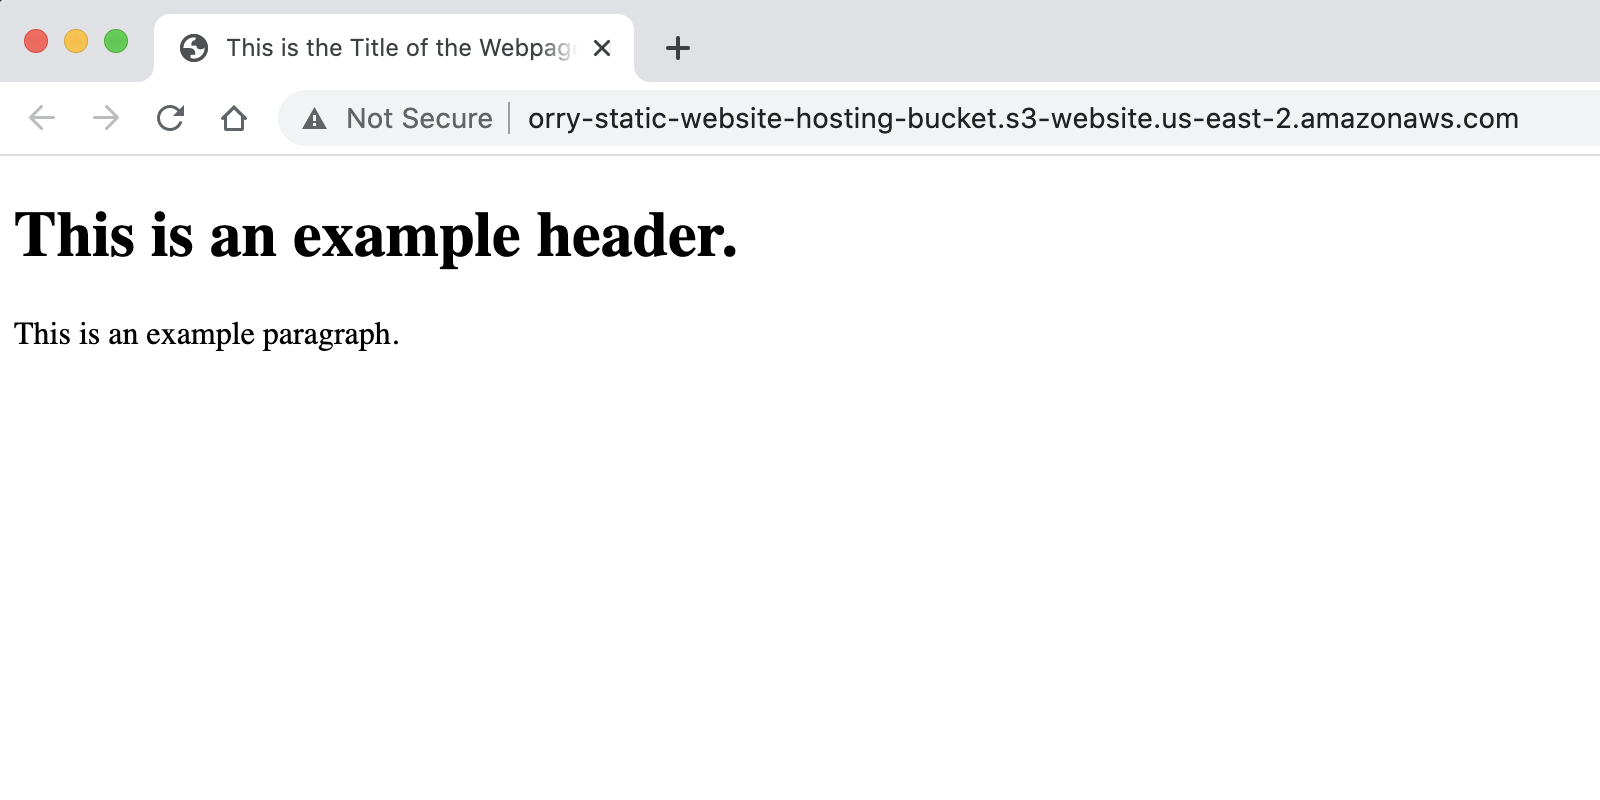 This is the Title of the Webpage
Not Secure
orry-static-website-hosting-bucket.s3-website.us-east-2.amazonaws.com
This is an example header.
This is an example paragraph.